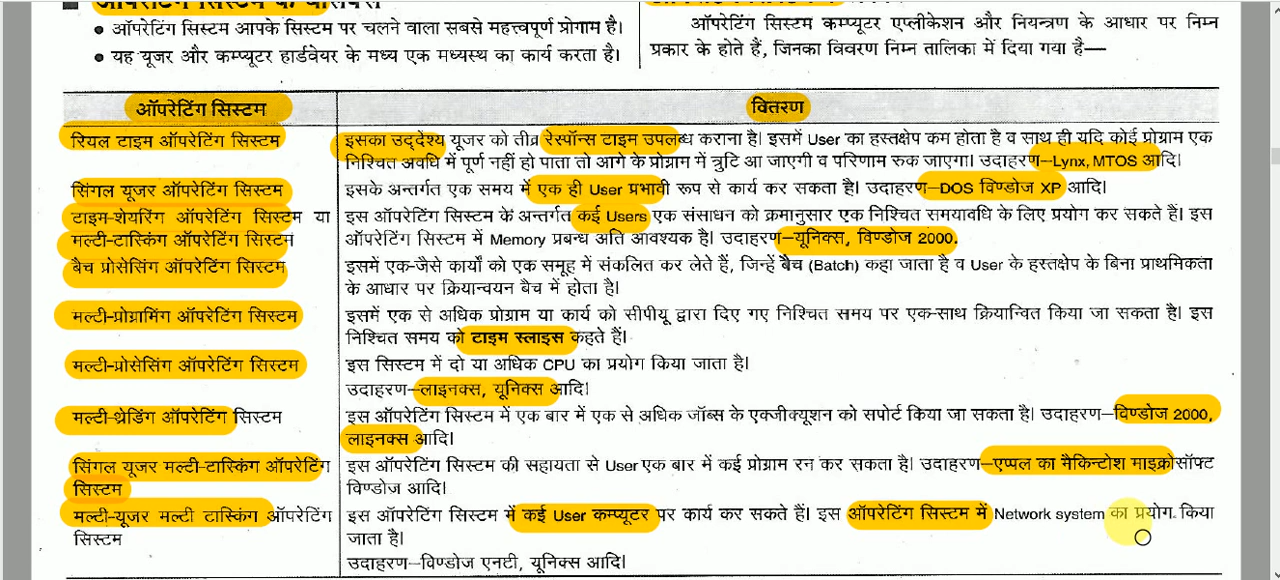 ऑपरेटिंग सिस्टम के
• ऑपरेटिंग सिस्टम आपके सिस्टम पर चलने वाला सबसे महत्त्वपूर्ण प्रोगाम है।
• यह यूजर और कम्प्यूटर हार्डवेयर के मध्य एक मध्यस्थ का कार्य करता है।
ऑपरेटिंग सिस्टम कम्प्यूटर एप्लीकेशन और नियन्त्रण के आधार पर निम्न
प्रकार के होते हैं, जिनका विवरण निम्न तालिका में दिया गया है—
ऑपरेटिंग सिस्टम
वितरण
रियल टाइम ऑपरेटिंग सिस्टम
इसका उद्देश्य यूजर को तीव्र रेस्पॉन्स टाइम उपलब्ध कराना है। इसमें User का हस्तक्षेप कम होता है व साथ ही यदि कोई प्रोग्राम एक
निश्चित अवधि में पूर्ण नहीं हो पाता तो आगे के प्रोग्राम में त्रुटि आ जाएगी व परिणाम रुक जाएगा। उदाहरण—Lynx, MTOS आदि।
सिंगल यूजर ऑपरेटिंग सिस्टम
इसके अन्तर्गत एक समय में एक ही User प्रभावी रूप से कार्य कर सकता है। उदाहरण—DOS विण्डोज XP आदि।
टाइम-शेयरिंग ऑपरेटिंग सिस्टम या
मल्टी-टास्किंग ऑपरेटिंग सिस्टम
इस ऑपरेटिंग सिस्टम के अन्तर्गत कई Users एक संसाधन को क्रमानुसार एक निश्चित समयावधि के लिए प्रयोग कर सकते हैं। इस
ऑपरेटिंग सिस्टम में Memory प्रबन्ध अति आवश्यक है। उदाहरण—यूनिक्स, विण्डोज 2000.
बैच प्रोसेसिंग ऑपरेटिंग सिस्टम
इसमें एक-जैसे कार्यों को एक समूह में संकलित कर लेते हैं, जिन्हें बैच (Batch) कहा जाता है व User के हस्तक्षेप के बिना प्राथमिकता
के आधार पर क्रियान्वयन बैच में होता है।
मल्टी-प्रोग्रामिंग ऑपरेटिंग सिस्टम
इसमें एक से अधिक प्रोग्राम या कार्य को सीपीयू द्वारा दिए गए निश्चित समय पर एक-साथ क्रियान्वित किया जा सकता है। इस
निश्चित समय को टाइम स्लाइस कहते हैं।
मल्टी-प्रोसेसिंग ऑपरेटिंग सिस्टम
इस सिस्टम में दो या अधिक CPU का प्रयोग किया जाता है।
उदाहरण—लाइनक्स, यूनिक्स आदि।
मल्टी-थ्रेडिंग ऑपरेटिंग सिस्टम
इस ऑपरेटिंग सिस्टम में एक बार में एक से अधिक जॉब्स के एक्जीक्यूशन को सपोर्ट किया जा सकता है। उदाहरण—विण्डोज 2000,
लाइनक्स आदि।
सिंगल यूजर मल्टी-टास्किंग ऑपरेटिंग
सिस्टम
इस ऑपरेटिंग सिस्टम की सहायता से User एक बार में कई प्रोग्राम रन कर सकता है। उदाहरण—एप्पल का मैकिन्टोश माइक्रोसॉफ्ट
विण्डोज आदि।
मल्टी-यूजर मल्टी टास्किंग ऑपरेटिंग
सिस्टम
इस ऑपरेटिंग सिस्टम में कई User कम्प्यूटर पर कार्य कर सकते हैं। इस ऑपरेटिंग सिस्टम में Network system का प्रयोग किया
जाता है।
उदाहरण—विण्डोज एनटी, यूनिक्स आदि।